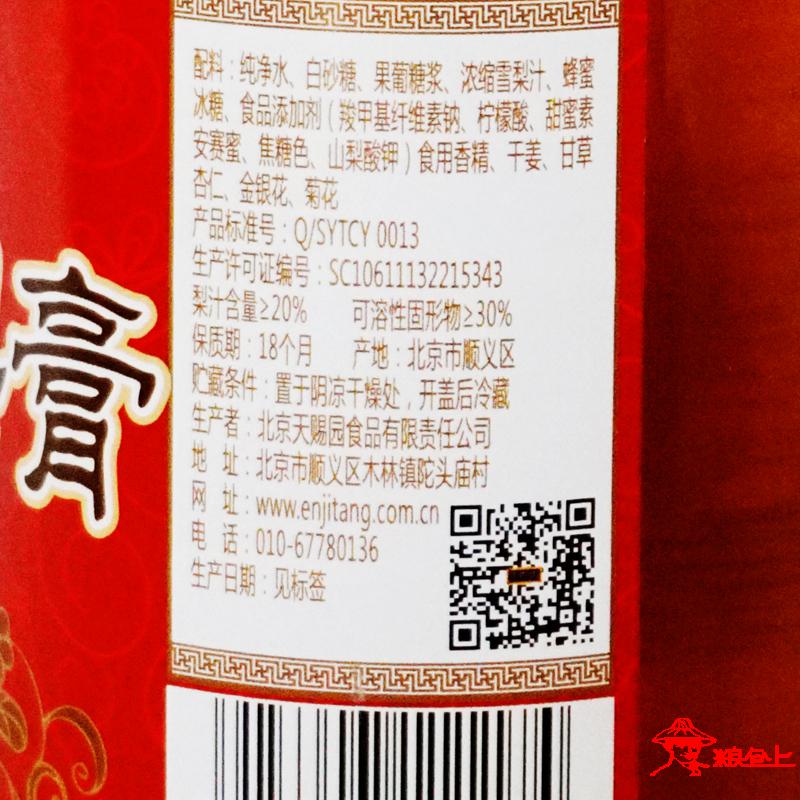 配料：纯净水、白砂糖、果葡糖浆、浓缩雪梨汁、蜂蜜
冰糖、食品添加剂（羧甲基纤维素钠、柠檬酸、甜蜜素
安赛蜜、焦糖色、山梨酸钾）食用香精、干姜、甘草
杏仁、金银花、菊花
产品标准号：Q/SYTCY 0013
生产许可证编号：SC10611132215343
梨汁含量≥20% 可溶性固形物≥30%
保质期：18个月 产地：北京市顺义区
贮藏条件：置于阴凉干燥处，开盖后冷藏
生产者：北京天赐园食品有限责任公司
地 址：北京市顺义区木林镇陀头庙村
网 址：www.enjitang.com.cn
电 话：010-67780136
生产日期：见标签
膏
粮仓上